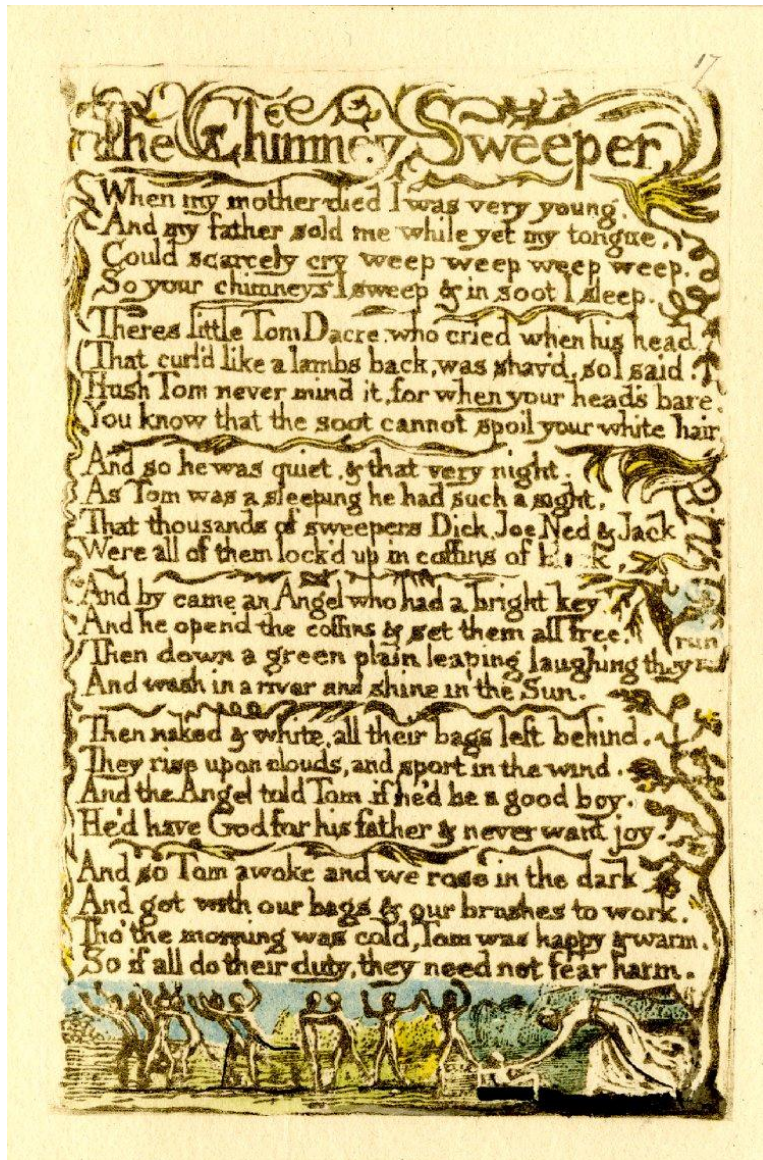 17
The Chimney Sweeper
When my mother died I was very young.
And my father sold me while yet my tongue,
Could scarcely cry weep weep weep weep.
So your chimneys I sweep & in soot I sleep.
Theres little Tom Dacre, who cried when his head
That curl'd like a lambs back, was shav'd, so I said.
Hush Tom never mind it, for when your head's bare,
You know that the soot cannot spoil your white hair
And so he was quiet, & that very night.
As Tom was a sleeping he had such a sight,
That thousands of sweepers Dick, Joe, Ned & Jack
Were all of them lock'd up in coffins of
And by came an Angel who had a bright key
And he open'd the coffins & set them all free.
Then down a green plain leaping laughing they run
And wash in a river and shine in the Sun.
Then naked & white, all their bags left behind.
They rise upon clouds, and sport in the wind.
And the Angel told Tom, if he'd be a good boy,
He'd have God for his father & never want joy.
And so Tom awoke and we rose in the dark
And got with our bags & our brushes to work.
Tho' the morning was cold, Tom was happy & warm.
So if all do their duty, they need not fear harm.